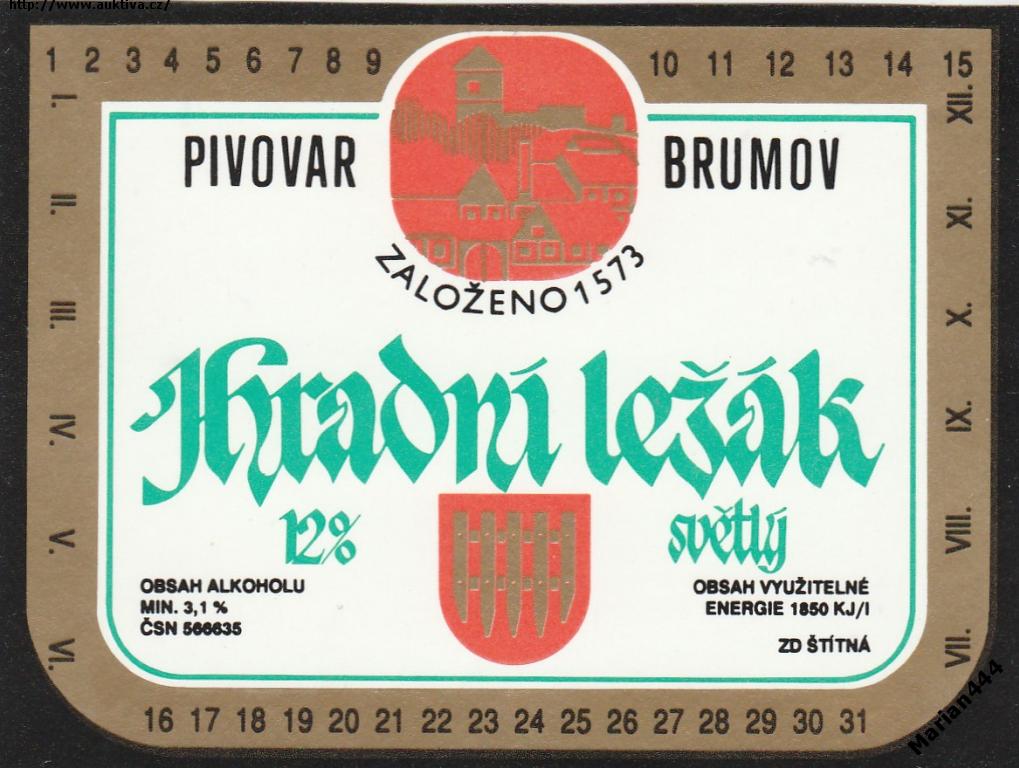 http://www.auktiva.cz/
1 2 3 4 5 6 7 8 9 10 11 12 13 14 15
I. II. III. IV. V. VI.
XII. XI. X. IX. VIII. VII.
PIVOVAR BRUMOV
ZALOŽENO 1573
Hradní ležák
12% světlý
OBSAH ALKOHOLU
MIN. 3,1 %
ČSN 566635
OBSAH VYUŽITELNÉ
ENERGIE 1850 KJ/l
ZD ŠTÍTNÁ
16 17 18 19 20 21 22 23 24 25 26 27 28 29 30 31
Marian444